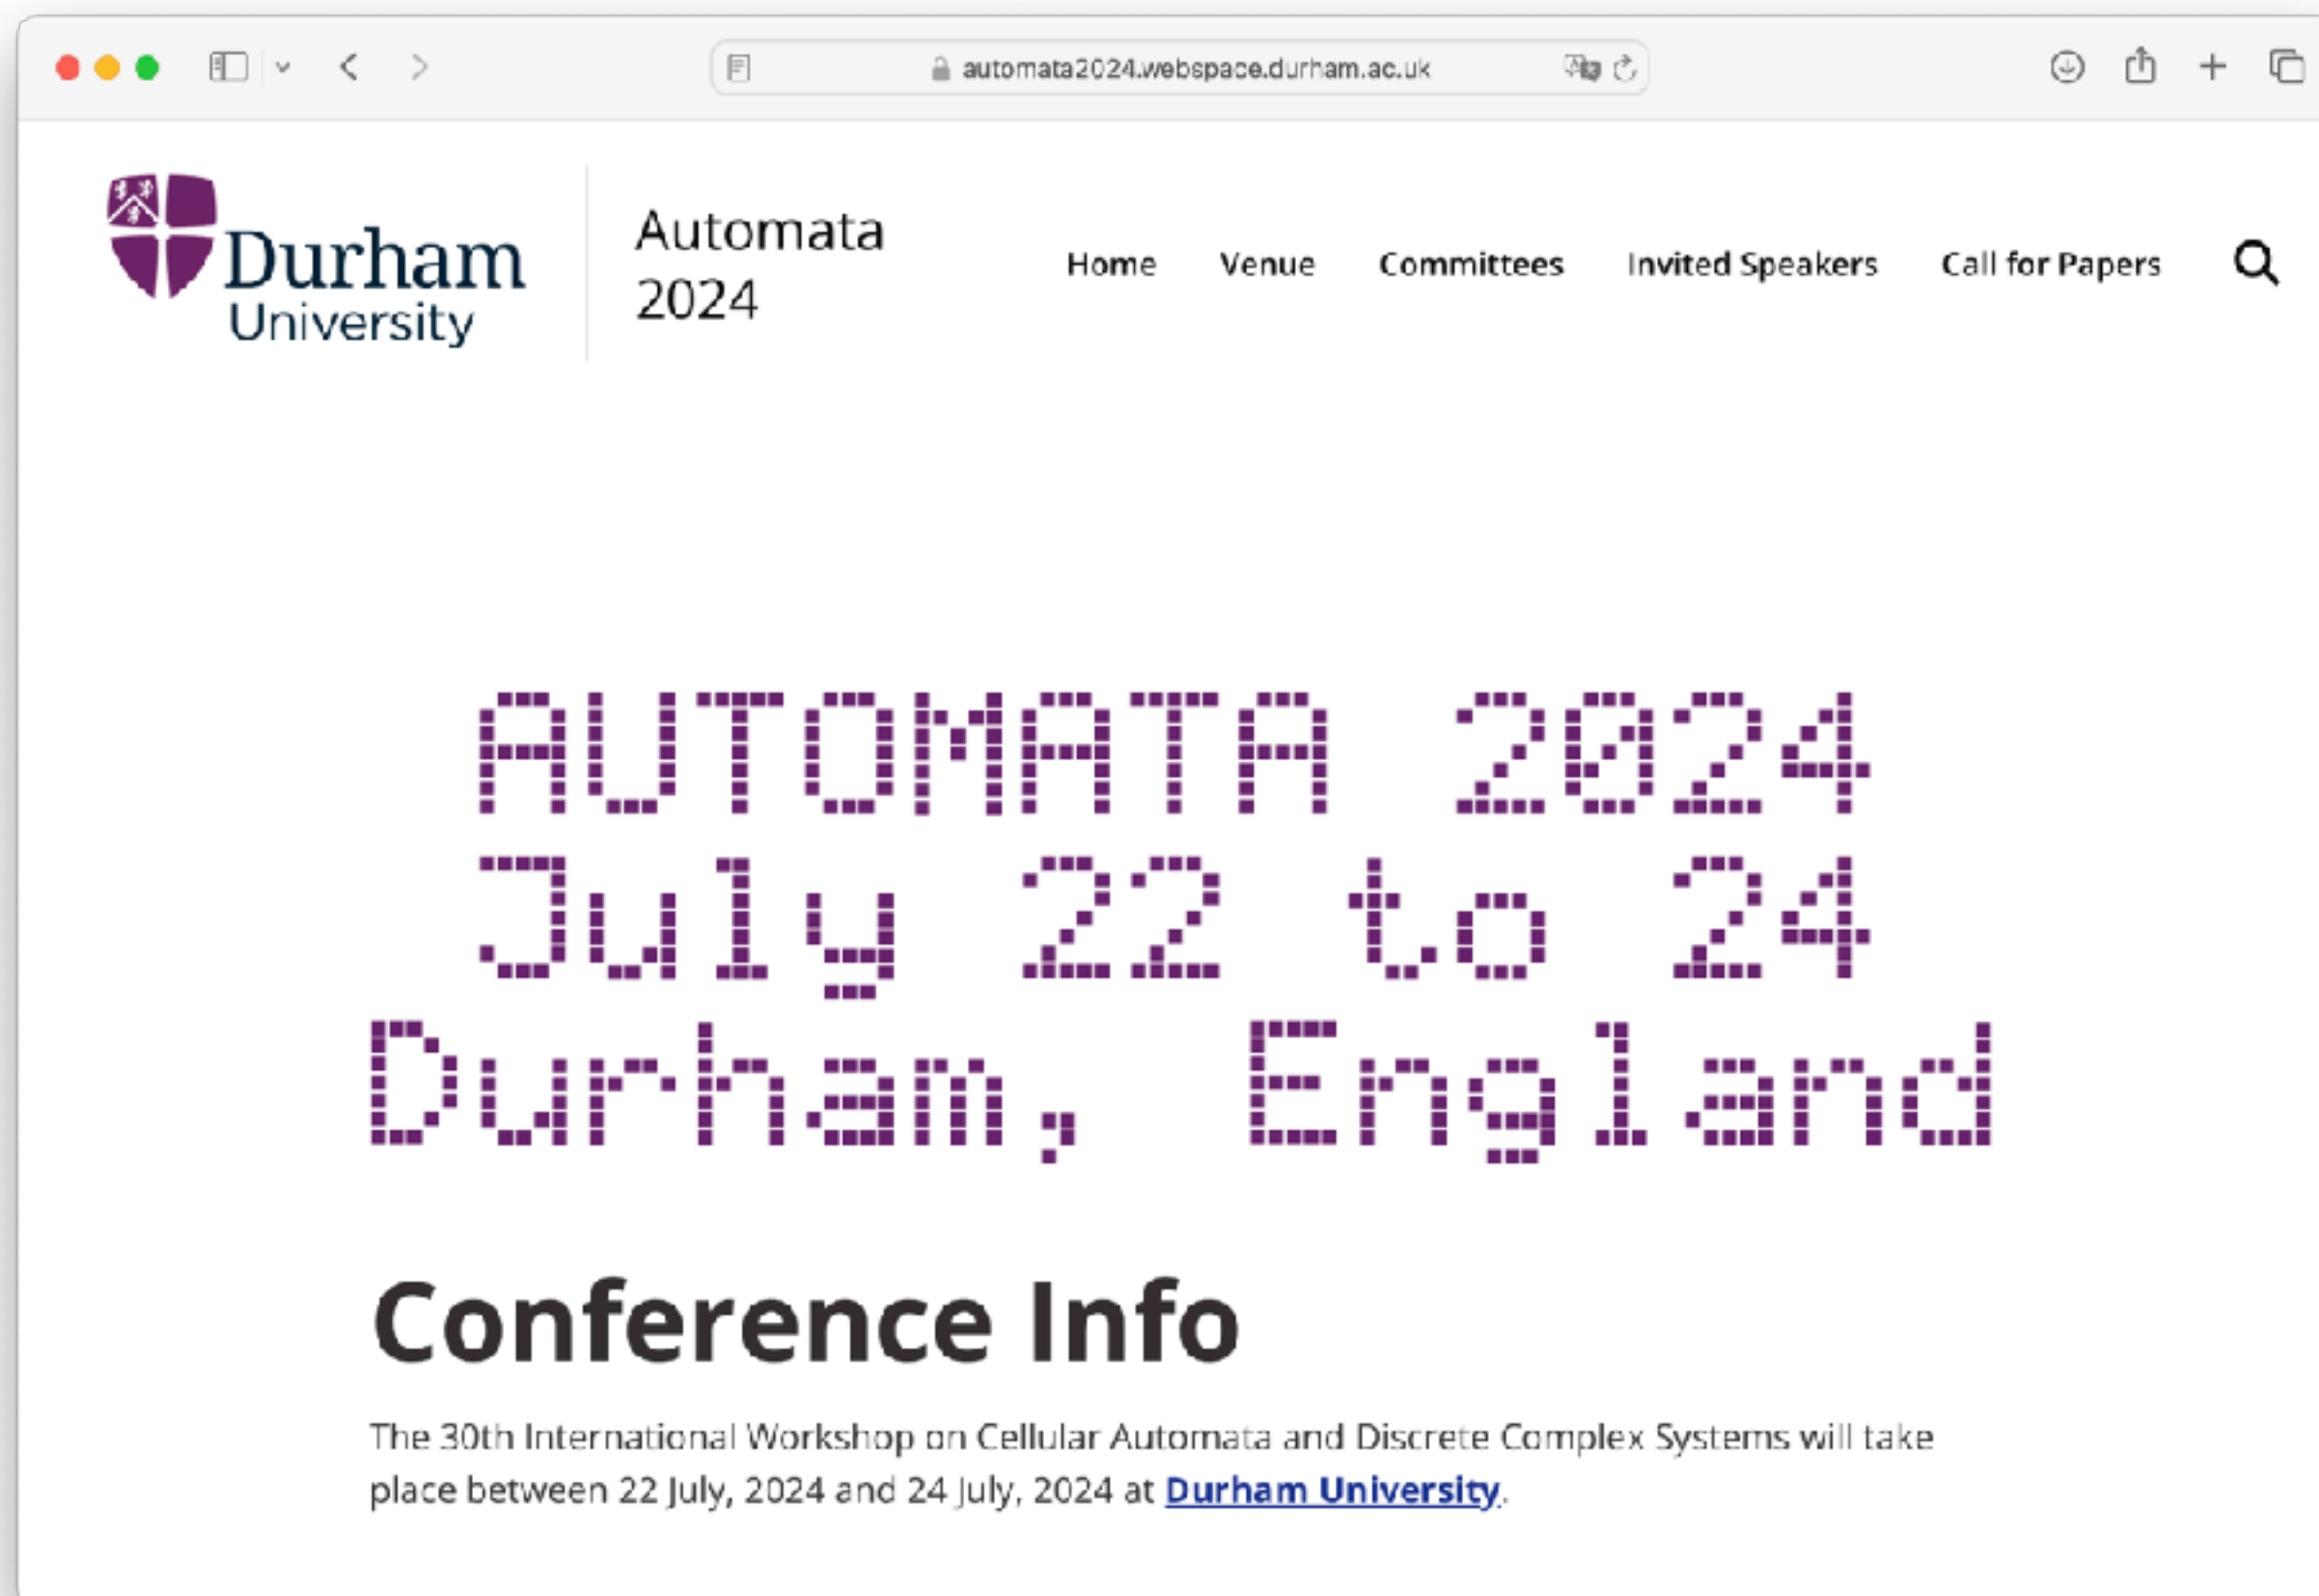 automata2024.webspace.durham.ac.uk
Durham
University
Automata
2024
Home Venue Committees Invited Speakers Call for Papers
AUTOMATA 2024
July 22 to 24
Durham, England
Conference Info
The 30th International Workshop on Cellular Automata and Discrete Complex Systems will take
place between 22 July, 2024 and 24 July, 2024 at Durham University.